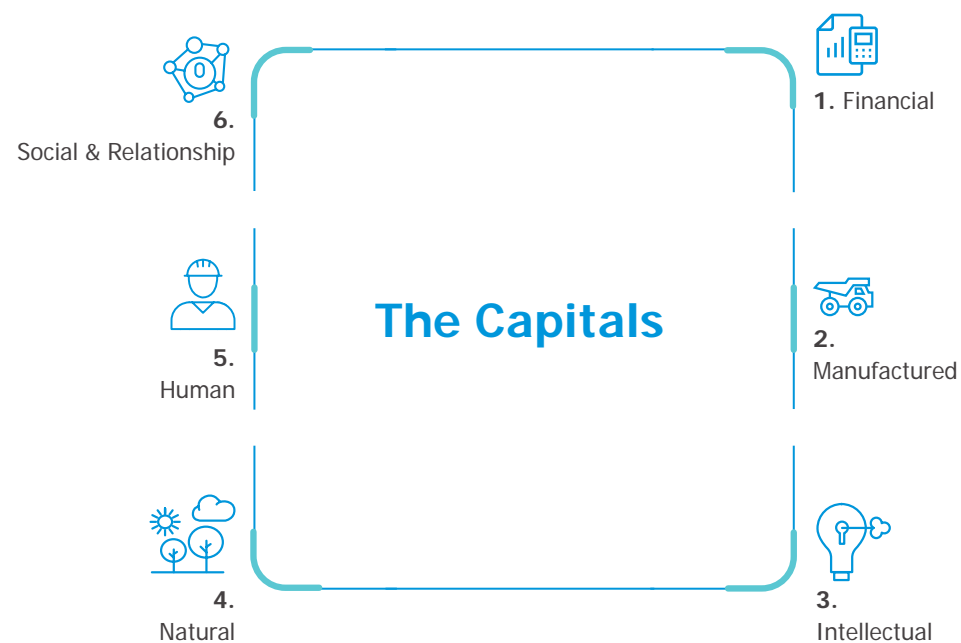 The Capitals
1. Financial
2.
Manufactured
3.
Intellectual
4.
Natural
5.
Human
6.
Social & Relationship